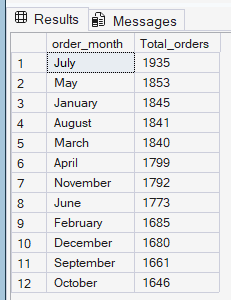 Results Messages
order_month Total_orders
1 July 1935
2 May 1853
3 January 1845
4 August 1841
5 March 1840
6 April 1799
7 November 1792
8 June 1773
9 February 1685
10 December 1680
11 September 1661
12 October 1646